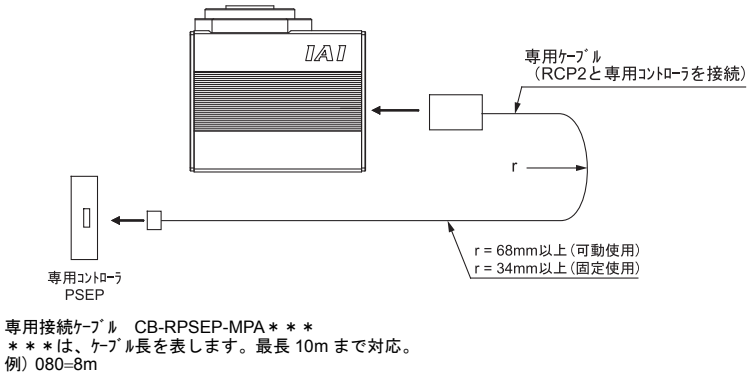 IAI
専用ケーブル
(RCP2と専用コントローラを接続)
r
r = 68mm以上(可動使用)
r = 34mm以上(固定使用)
専用コントローラ
PSEP
専用接続ケーブル CB-RPSEP-MPA＊＊＊
＊＊＊は、ケーブル長を表します。最長 10m まで対応。
例) 080=8m